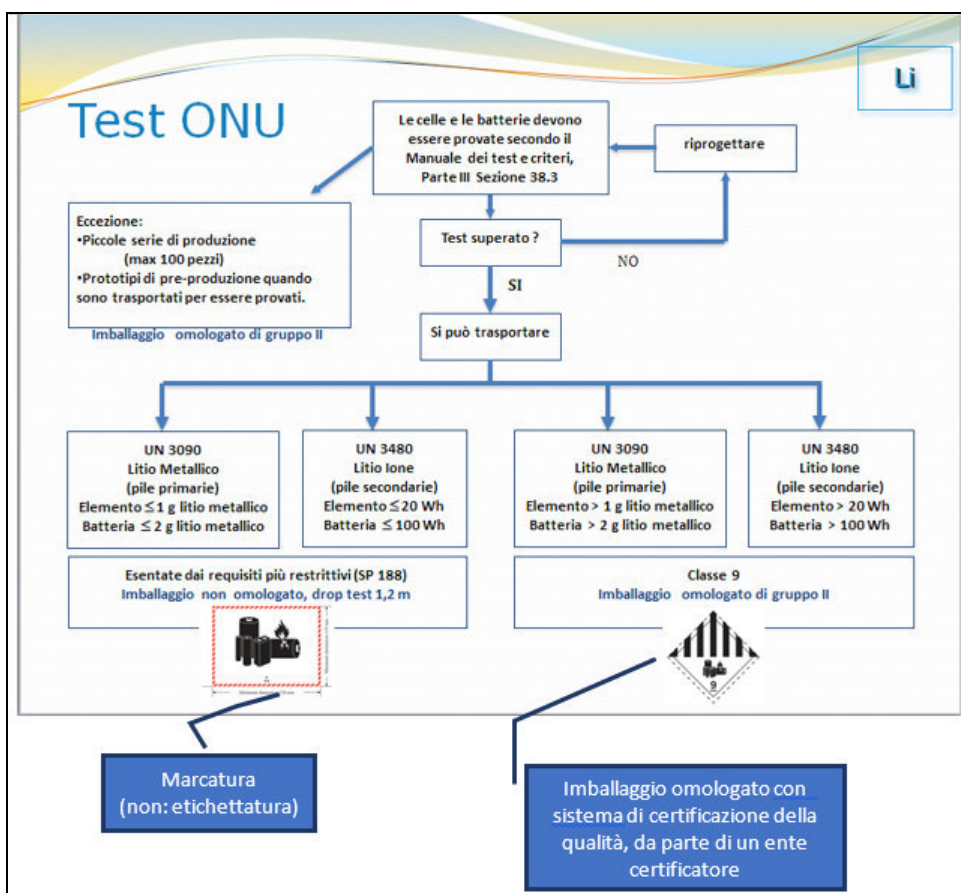 Li
Test ONU
Le celle e le batterie devono
essere provate secondo il
Manuale dei test e criteri,
Parte III Sezione 38.3
riprogettare
Eccezione:
•Piccole serie di produzione
(max 100 pezzi)
•Prototipi di pre-produzione quando
sono trasportati per essere provati.
Imballaggio omologato di gruppo II
Test superato ?
NO
SI
Si può trasportare
UN 3090
Litio Metallico
(pile primarie)
Elemento ≤ 1 g litio metallico
Batteria ≤ 2 g litio metallico
UN 3480
Litio Ione
(pile secondarie)
Elemento ≤ 20 Wh
Batteria ≤ 100 Wh
UN 3090
Litio Metallico
(pile primarie)
Elemento > 1 g litio metallico
Batteria > 2 g litio metallico
UN 3480
Litio Ione
(pile secondarie)
Elemento > 20 Wh
Batteria > 100 Wh
Esentate dai requisiti più restrittivi (SP 188)
Imballaggio non omologato, drop test 1,2 m
Classe 9
Imballaggio omologato di gruppo II
9
Marcatura
(non: etichettatura)
Imballaggio omologato con
sistema di certificazione della
qualità, da parte di un ente
certificatore